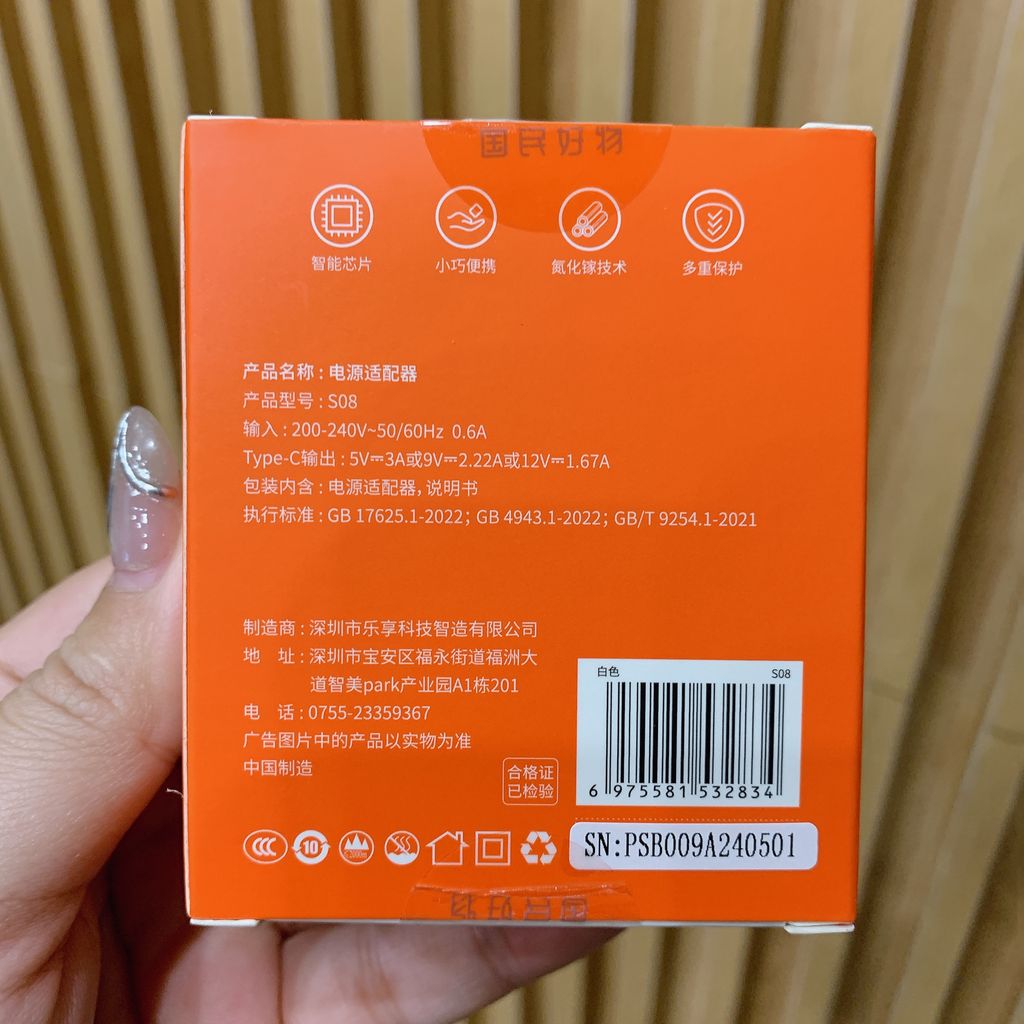 国民好物
智能芯片 小巧便携 氮化镓技术 多重保护
产品名称：电源适配器
产品型号：S08
输入：200-240V~50/60Hz 0.6A
Type-C输出：5V⎓3A或9V⎓2.22A或12V⎓1.67A
包装内含：电源适配器，说明书
执行标准：GB 17625.1-2022；GB 4943.1-2022；GB/T 9254.1-2021
制造商：深圳市乐享科技智造有限公司
地 址：深圳市宝安区福永街道福洲大
道智美park产业园A1栋201
电 话：0755-23359367
广告图片中的产品以实物为准
中国制造
合格证
已检验
白色 S08
6 975581 532834
CCC 10 ≤2000m
SN:PSB009A240501
国民好物